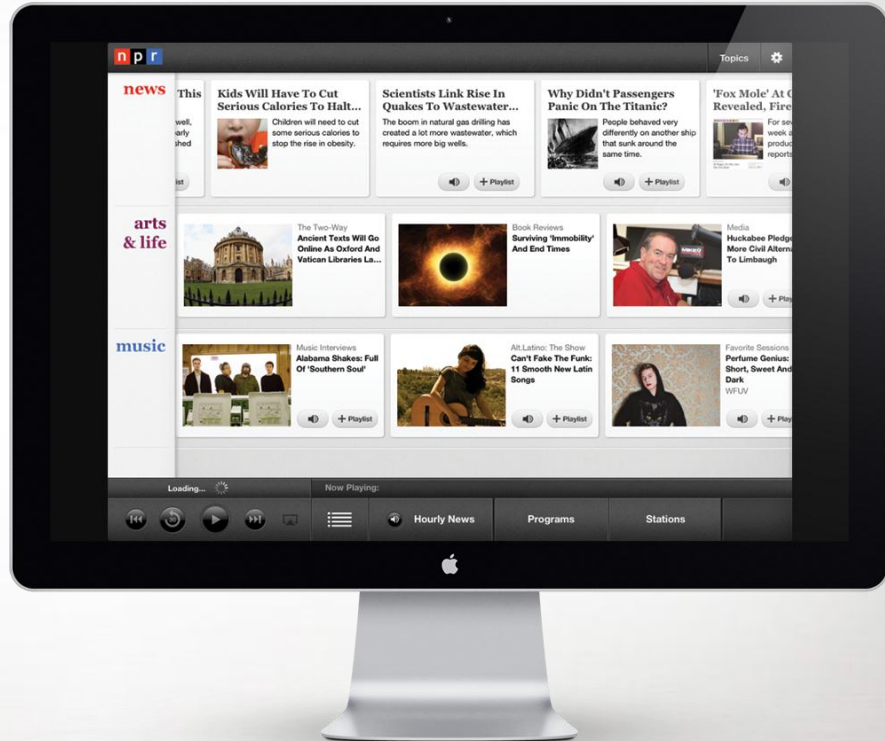 npr
Topics
news
This
well,
shed
Kids Will Have To Cut
Serious Calories To Halt...
Children will need to cut
some serious calories to
stop the rise in obesity.
Scientists Link Rise In
Quakes To Wastewater...
The boom in natural gas drilling has
created a lot more wastewater, which
requires more big wells.
+ Playlist
Why Didn't Passengers
Panic On The Titanic?
People behaved very
differently on another ship
that sunk around the
same time.
+ Playlist
'Fox Mole' At
Revealed, Fire
For
week a
produc
reports
arts
& life
The Two-Way
Ancient Texts Will Go
Online As Oxford And
Vatican Libraries La...
Book Reviews
Surviving 'Immobility'
And End Times
Media
Huckabee Pledge
More Civil Alterna
To Limbaugh
+ Play
music
Music Interviews
Alabama Shakes: Full
Of 'Southern Soul'
+ Playlist
Alt.Latino: The Show
Can't Fake The Funk:
11 Smooth New Latin
Songs
+ Playlist
Favorite Sessions
Perfume Genius:
Short, Sweet And
Dark
WFUV
+ Play
Loading...
Now Playing:
30
Hourly News
Programs
Stations